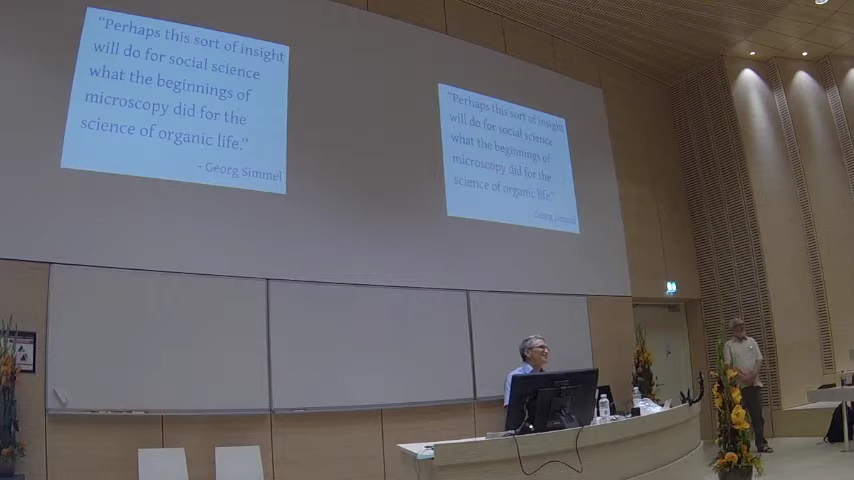 “Perhaps this sort of insight
will do for social science
what the beginnings of
microscopy did for the
science of organic life.”
– Georg Simmel
“Perhaps this sort of insight
will do for social science
what the beginnings of
microscopy did for the
science of organic life.”
Georg Simmel